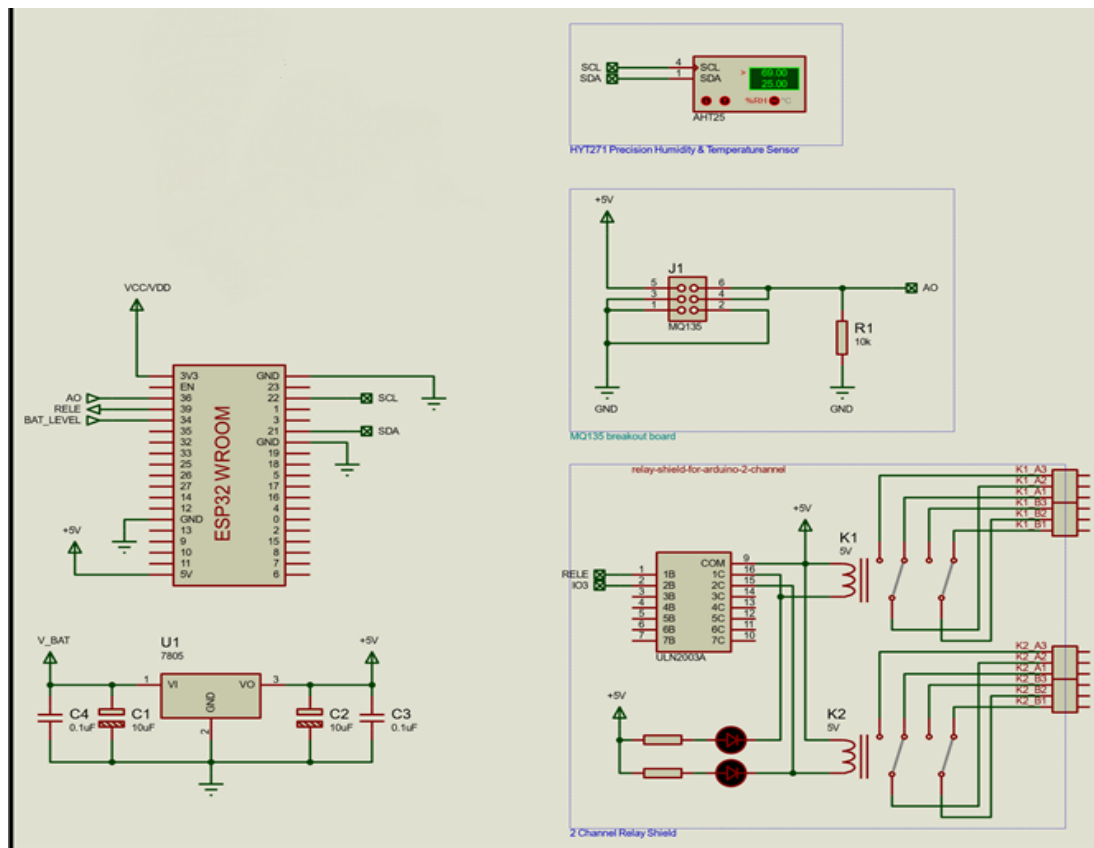 SCL
SDA
4
1
SCL
SDA
69.00
25.00
%RH
°C
AHT25
HYT271 Precision Humidity & Temperature Sensor
+5V
J1
5
3
1
6
4
2
MQ135
AO
R1
10k
GND
GND
MQ135 breakout board
VCC/VDD
AO
RELE
BAT_LEVEL
+5V
ESP32 WROOM
3V3
EN
36
39
34
35
32
33
25
26
27
14
12
GND
13
9
10
11
5V
GND
23
22
1
3
21
GND
19
18
5
17
16
4
0
2
15
8
7
6
SCL
SDA
V_BAT
U1
7805
+5V
1
VI
VO
3
GND
2
C4
0.1uF
C1
10uF
C2
10uF
C3
0.1uF
relay-shield-for-arduino-2-channel
RELE
IO3
1
2
3
4
5
6
7
1B
2B
3B
4B
5B
6B
7B
COM
1C
2C
3C
4C
5C
6C
7C
9
16
15
14
13
12
11
10
ULN2003A
+5V
K1
5V
K1_A3
K1_A2
K1_A1
K1_B3
K1_B2
K1_B1
+5V
K2
5V
K2_A3
K2_A2
K2_A1
K2_B3
K2_B2
K2_B1
2 Channel Relay Shield